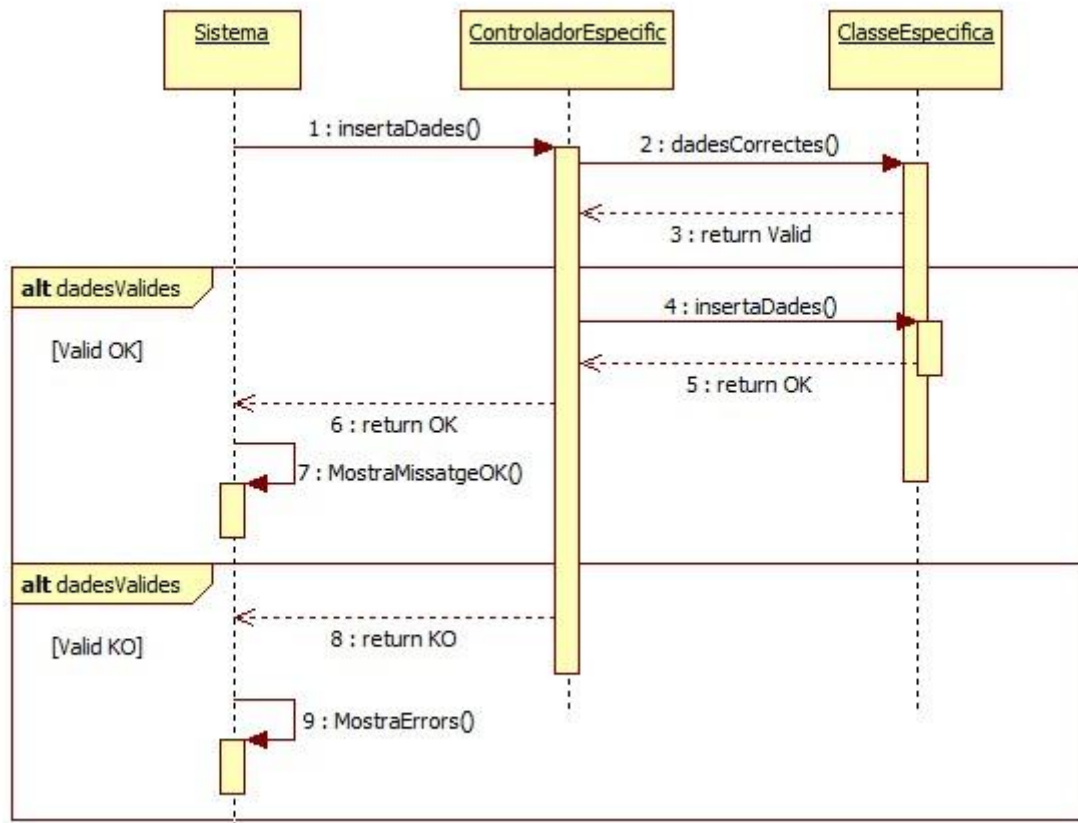 Sistema
ControladorEspecific
ClasseEspecifica
1 : insertaDades()
2 : dadesCorrectes()
3 : return Valid
alt dadesValides
4 : insertaDades()
[Valid OK]
5 : return OK
6 : return OK
7 : MostraMissatgeOK()
alt dadesValides
8 : return KO
[Valid KO]
9 : MostraErrors()